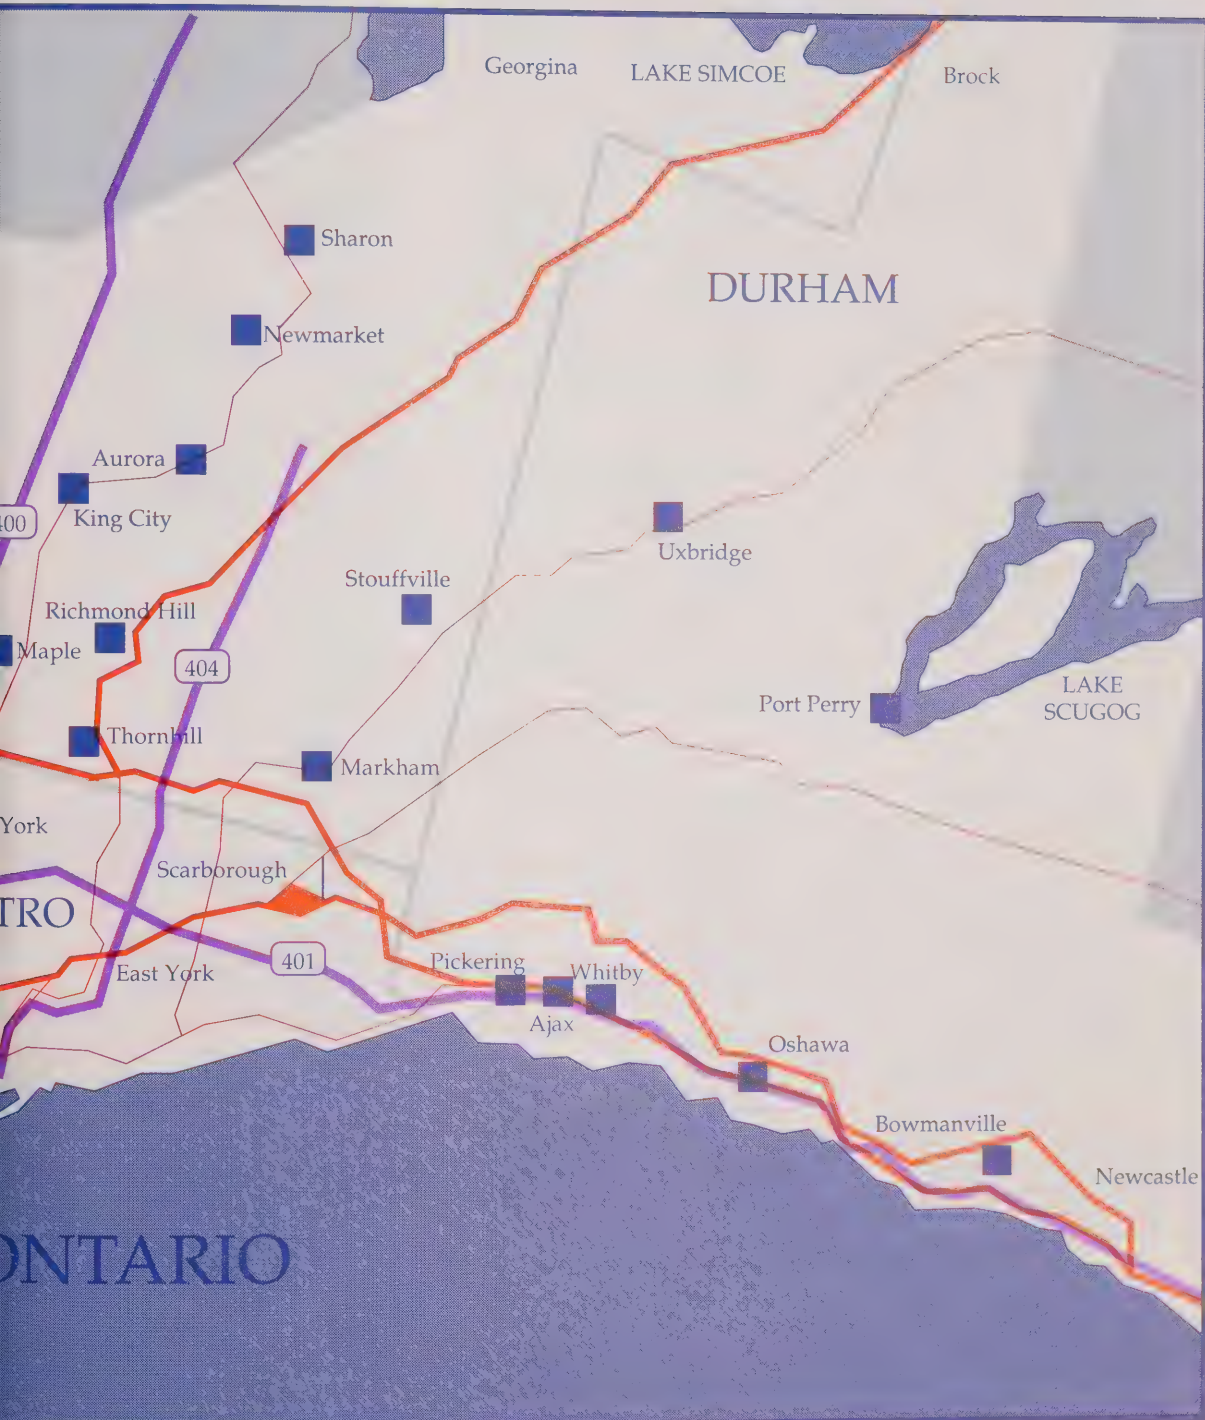 Georgina
LAKE SIMCOE
Brock
Sharon
DURHAM
Newmarket
Aurora
King City
400
Uxbridge
Stouffville
Richmond Hill
Maple
404
LAKE
SCUGOG
Port Perry
Thornhill
Markham
York
Scarborough
TRO
401
East York
Pickering
Whitby
Ajax
Oshawa
Bowmanville
Newcastle
ONTARIO